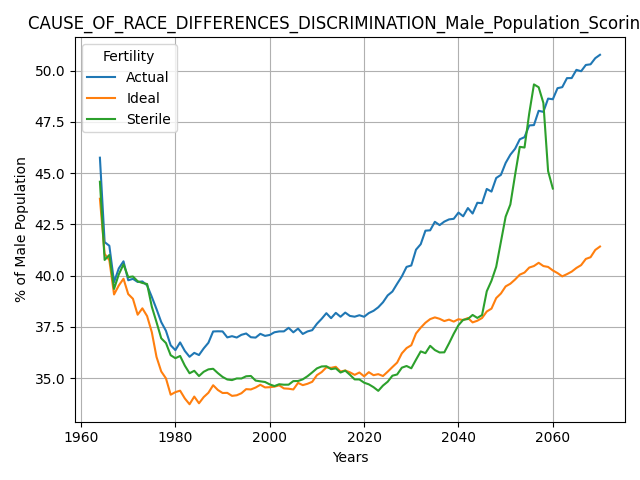 CAUSE_OF_RACE_DIFFERENCES_DISCRIMINATION_Male_Population_Scorin
Fertility
Actual
Ideal
Sterile
% of Male Population
50.0
47.5
45.0
42.5
40.0
37.5
35.0
1960
1980
2000
2020
2040
2060
Years